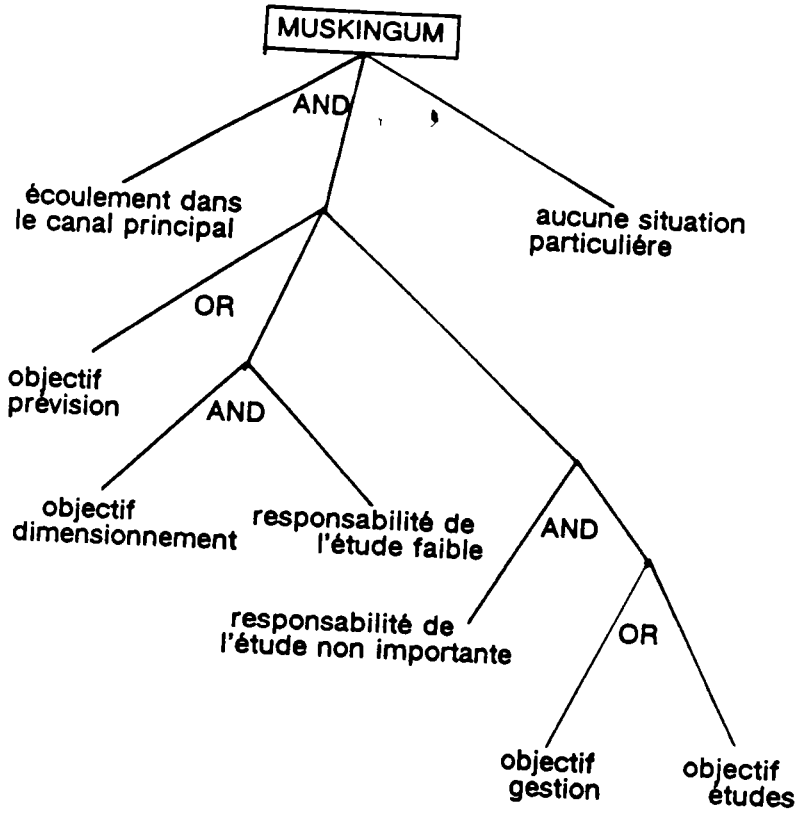 MUSKINGUM
AND
écoulement dans
le canal principal
aucune situation
particuliére
OR
objectif
prévision
AND
objectif
dimensionnement
responsabilité de
l'étude faible
AND
responsabilité de
l'étude non importante
OR
objectif
gestion
objectif
études